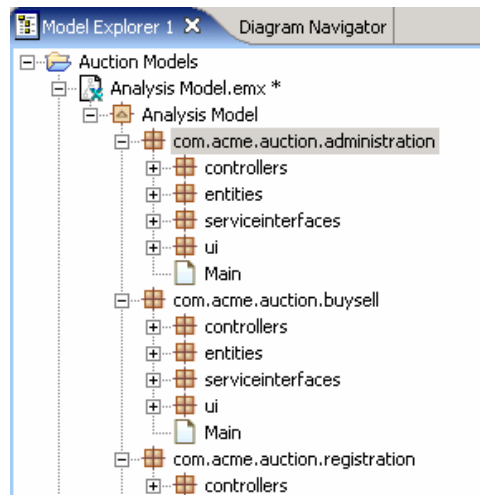 Model Explorer 1 Diagram Navigator
Auction Models
Analysis Model.emx *
Analysis Model
com.acme.auction.administration
controllers
entities
serviceinterfaces
ui
Main
com.acme.auction.buysell
controllers
entities
serviceinterfaces
ui
Main
com.acme.auction.registration
controllers